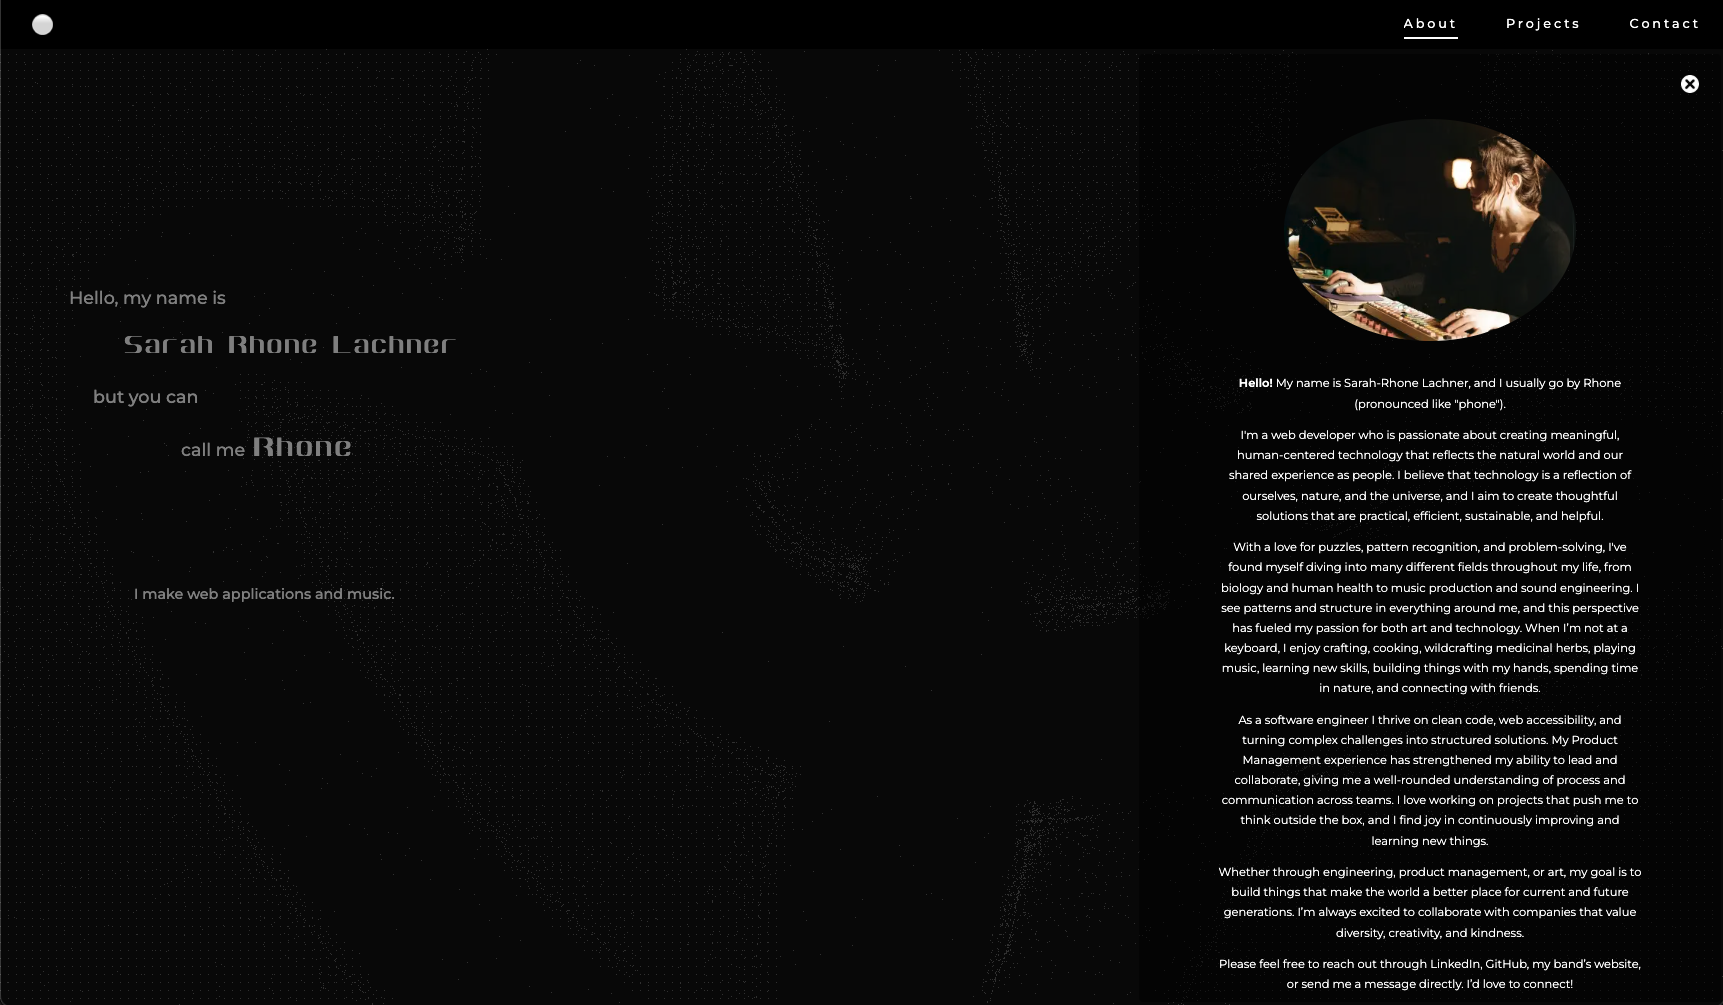 About Projects Contact
Hello, my name is
Sarah Rhone Lachner
but you can
call me Rhone
I make web applications and music.
Hello! My name is Sarah-Rhone Lachner, and I usually go by Rhone
(pronounced like "phone").
I'm a web developer who is passionate about creating meaningful,
human-centered technology that reflects the natural world and our
shared experience as people. I believe that technology is a reflection of
ourselves, nature, and the universe, and I aim to create thoughtful
solutions that are practical, efficient, sustainable, and helpful.
With a love for puzzles, pattern recognition, and problem-solving, I've
found myself diving into many different fields throughout my life, from
biology and human health to music production and sound engineering. I
see patterns and structure in everything around me, and this perspective
has fueled my passion for both art and technology. When I’m not at a
keyboard, I enjoy crafting, cooking, wildcrafting medicinal herbs, playing
music, learning new skills, building things with my hands, spending time
in nature, and connecting with friends.
As a software engineer I thrive on clean code, web accessibility, and
turning complex challenges into structured solutions. My Product
Management experience has strengthened my ability to lead and
collaborate, giving me a well-rounded understanding of process and
communication across teams. I love working on projects that push me to
think outside the box, and I find joy in continuously improving and
learning new things.
Whether through engineering, product management, or art, my goal is to
build things that make the world a better place for current and future
generations. I’m always excited to collaborate with companies that value
diversity, creativity, and kindness.
Please feel free to reach out through LinkedIn, GitHub, my band’s website,
or send me a message directly. I’d love to connect!